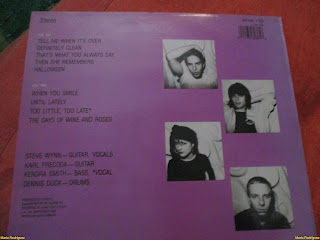 Stereo
TELL ME WHEN IT'S OVER
DEFINITELY CLEAN
THAT'S WHAT YOU ALWAYS SAY
THEN SHE REMEMBERS
HALLOWEEN
WHEN YOU SMILE
UNTIL LATELY
TOO LITTLE, TOO LATE*
THE DAYS OF WINE AND ROSES
STEVE WYNN—GUITAR, VOCALS
KARL PRECODA—GUITAR
KENDRA SMITH—BASS, *VOCAL
DENNIS DUCK—DRUMS